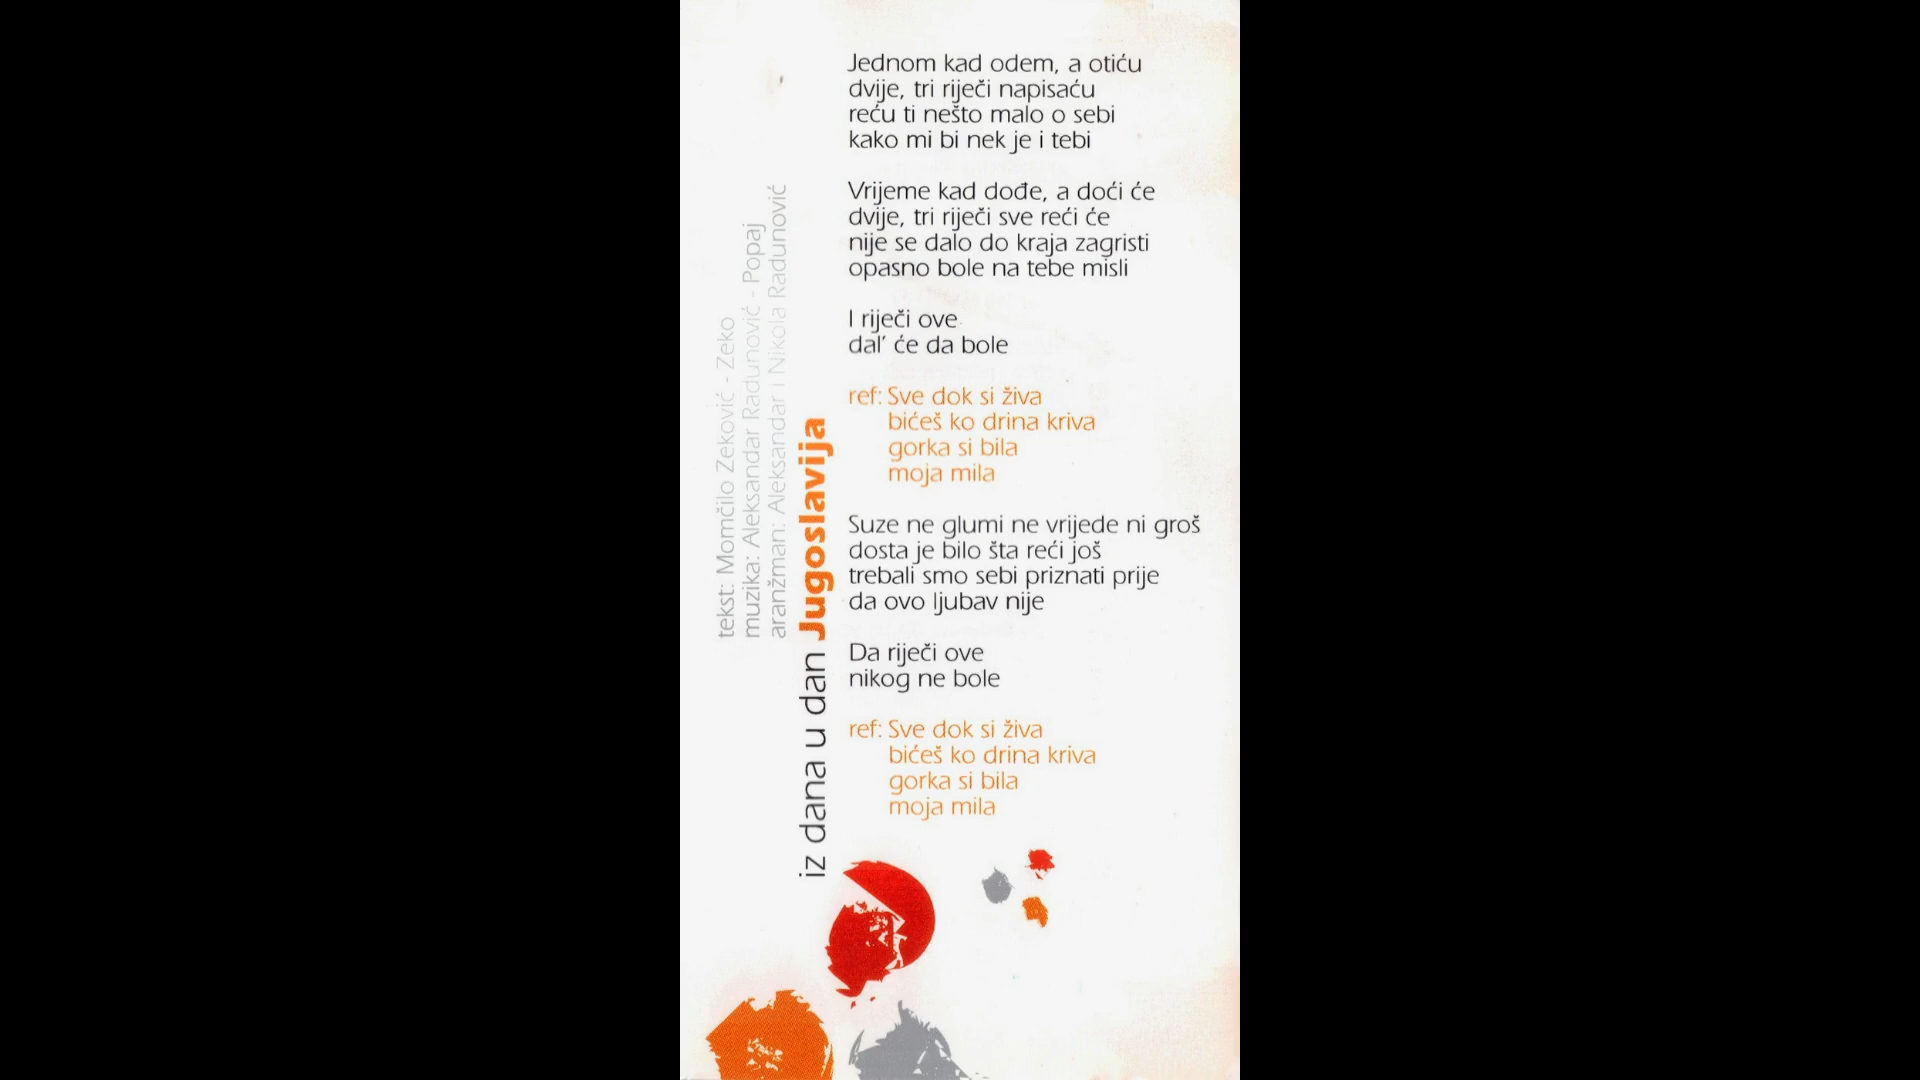 tekst: Momčilo Zeković - Zeko
muzika: Aleksandar Radunović - Popaj
aranžman: Aleksandar i Nikola Radunović
iz dana u dan Jugoslavija
Jednom kad odem, a otiću
dvije, tri riječi napisaću
reću ti nešto malo o sebi
kako mi bi nek je i tebi
Vrijeme kad dođe, a doći će
dvije, tri riječi sve reći će
nije se dalo do kraja zagristi
opasno bole na tebe misli
I riječi ove
dal' će da bole
ref: Sve dok si živa
bićeš ko drina kriva
gorka si bila
moja mila
Suze ne glumi ne vrijede ni groš
dosta je bilo šta reći još
trebali smo sebi priznati prije
da ovo ljubav nije
Da riječi ove
nikog ne bole
ref: Sve dok si živa
bićeš ko drina kriva
gorka si bila
moja mila